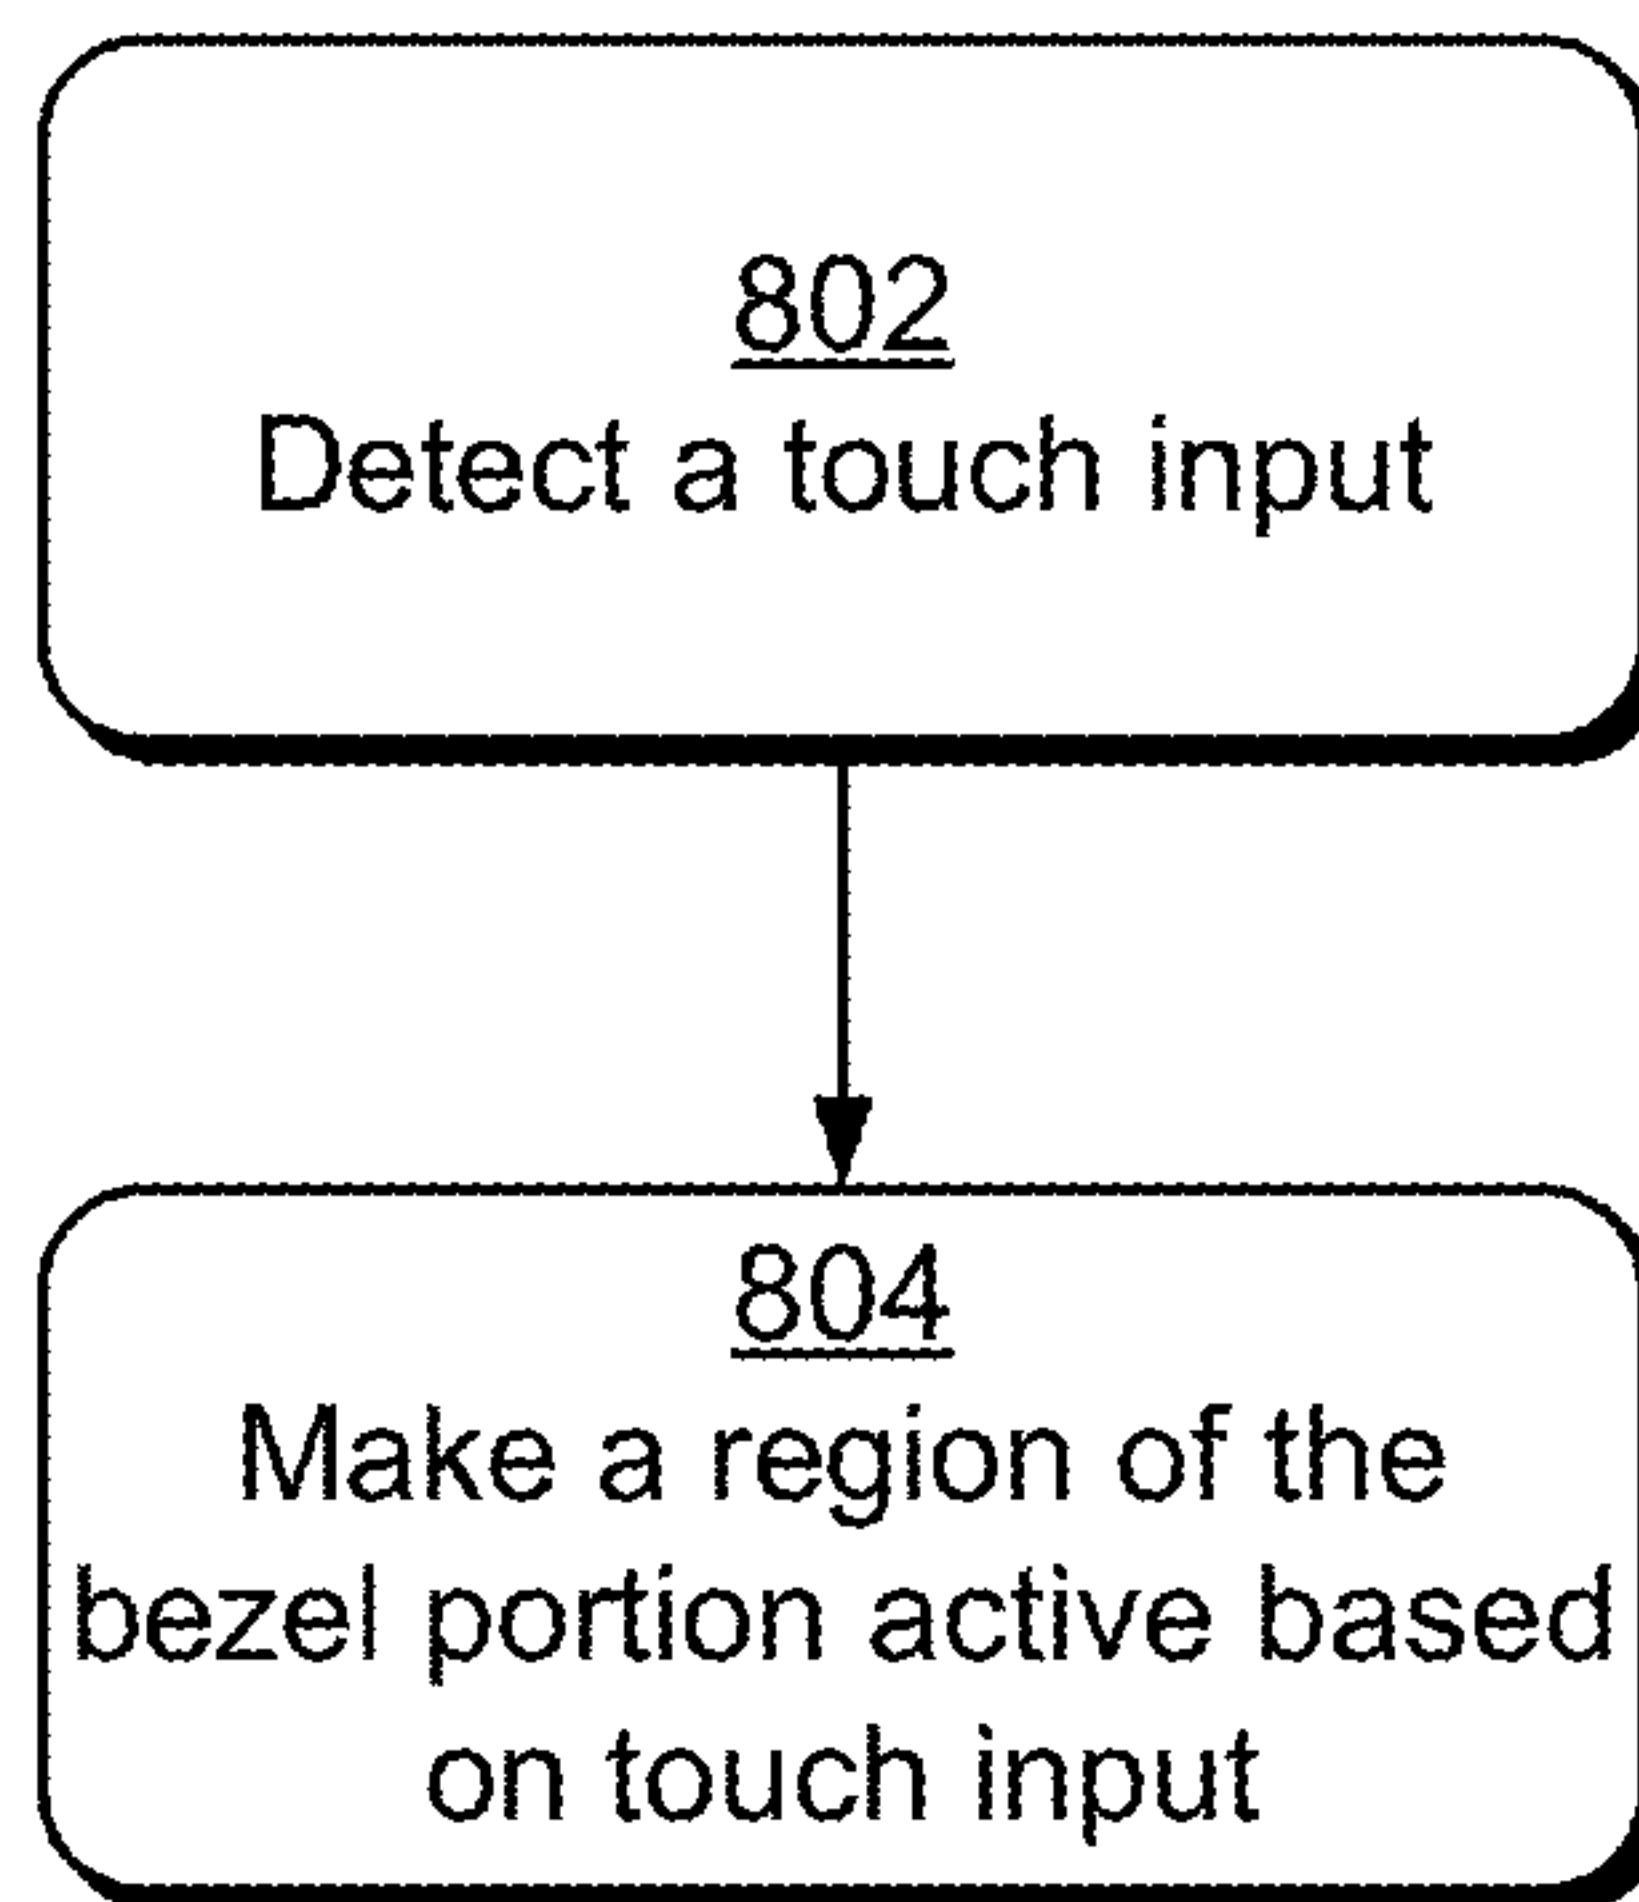 802
Detect a touch input
804
Make a region of the
bezel portion active based
on touch input